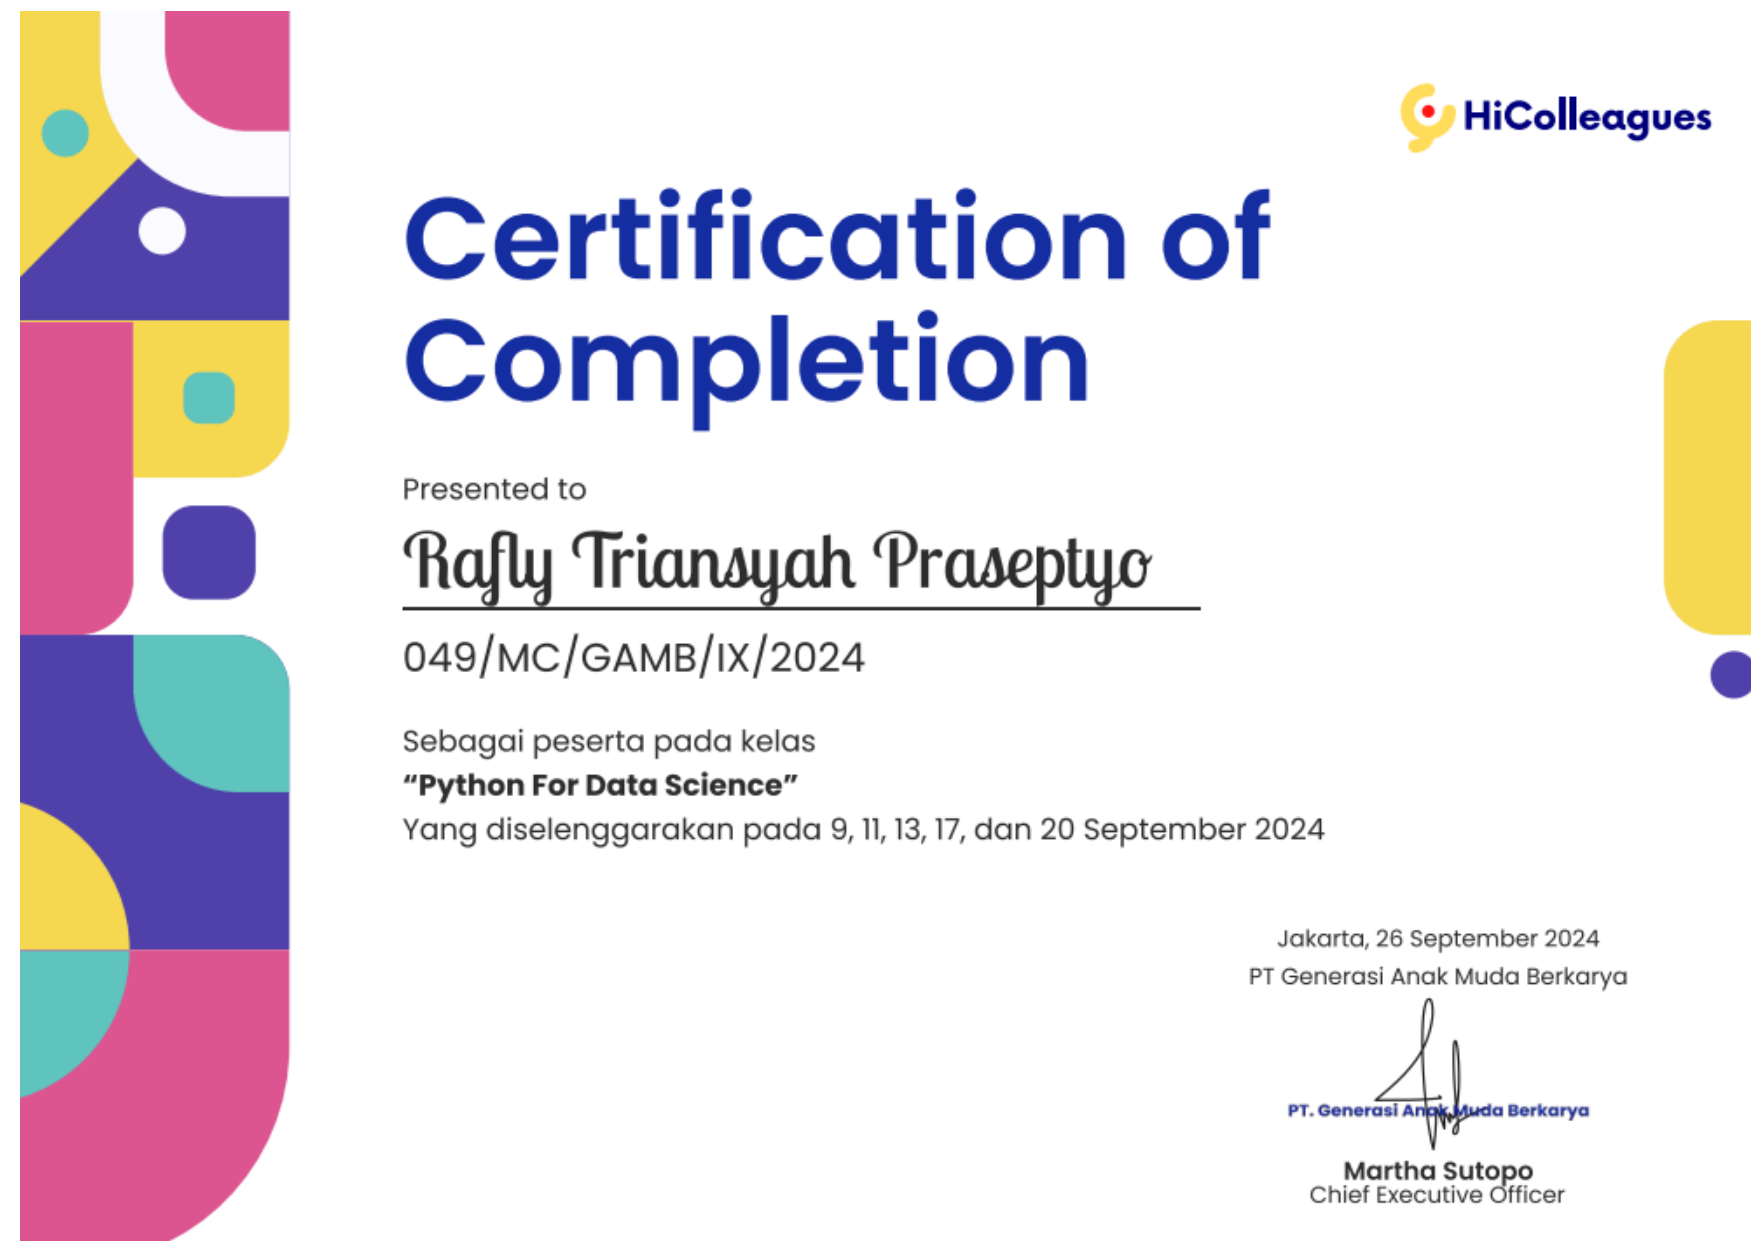 HiColleagues
Certification of
Completion
Presented to
Rafly Triansyah Praseptyo
049/MC/GAMB/IX/2024
Sebagai peserta pada kelas
“Python For Data Science”
Yang diselenggarakan pada 9, 11, 13, 17, dan 20 September 2024
Jakarta, 26 September 2024
PT Generasi Anak Muda Berkarya
PT. Generasi Anak Muda Berkarya
Martha Sutopo
Chief Executive Officer